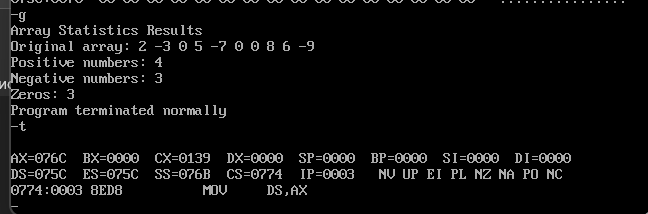 -g
Array Statistics Results
Original array: 2 -3 0 5 -7 0 0 8 6 -9
Positive numbers: 4
Negative numbers: 3
Zeros: 3
Program terminated normally
-t
AX=076C BX=0000 CX=0139 DX=0000 SP=0000 BP=0000 SI=0000 DI=0000
DS=075C ES=075C SS=076B CS=0774 IP=0003 NV UP EI PL NZ NA PO NC
0774:0003 8ED8 MOV DS,AX
-